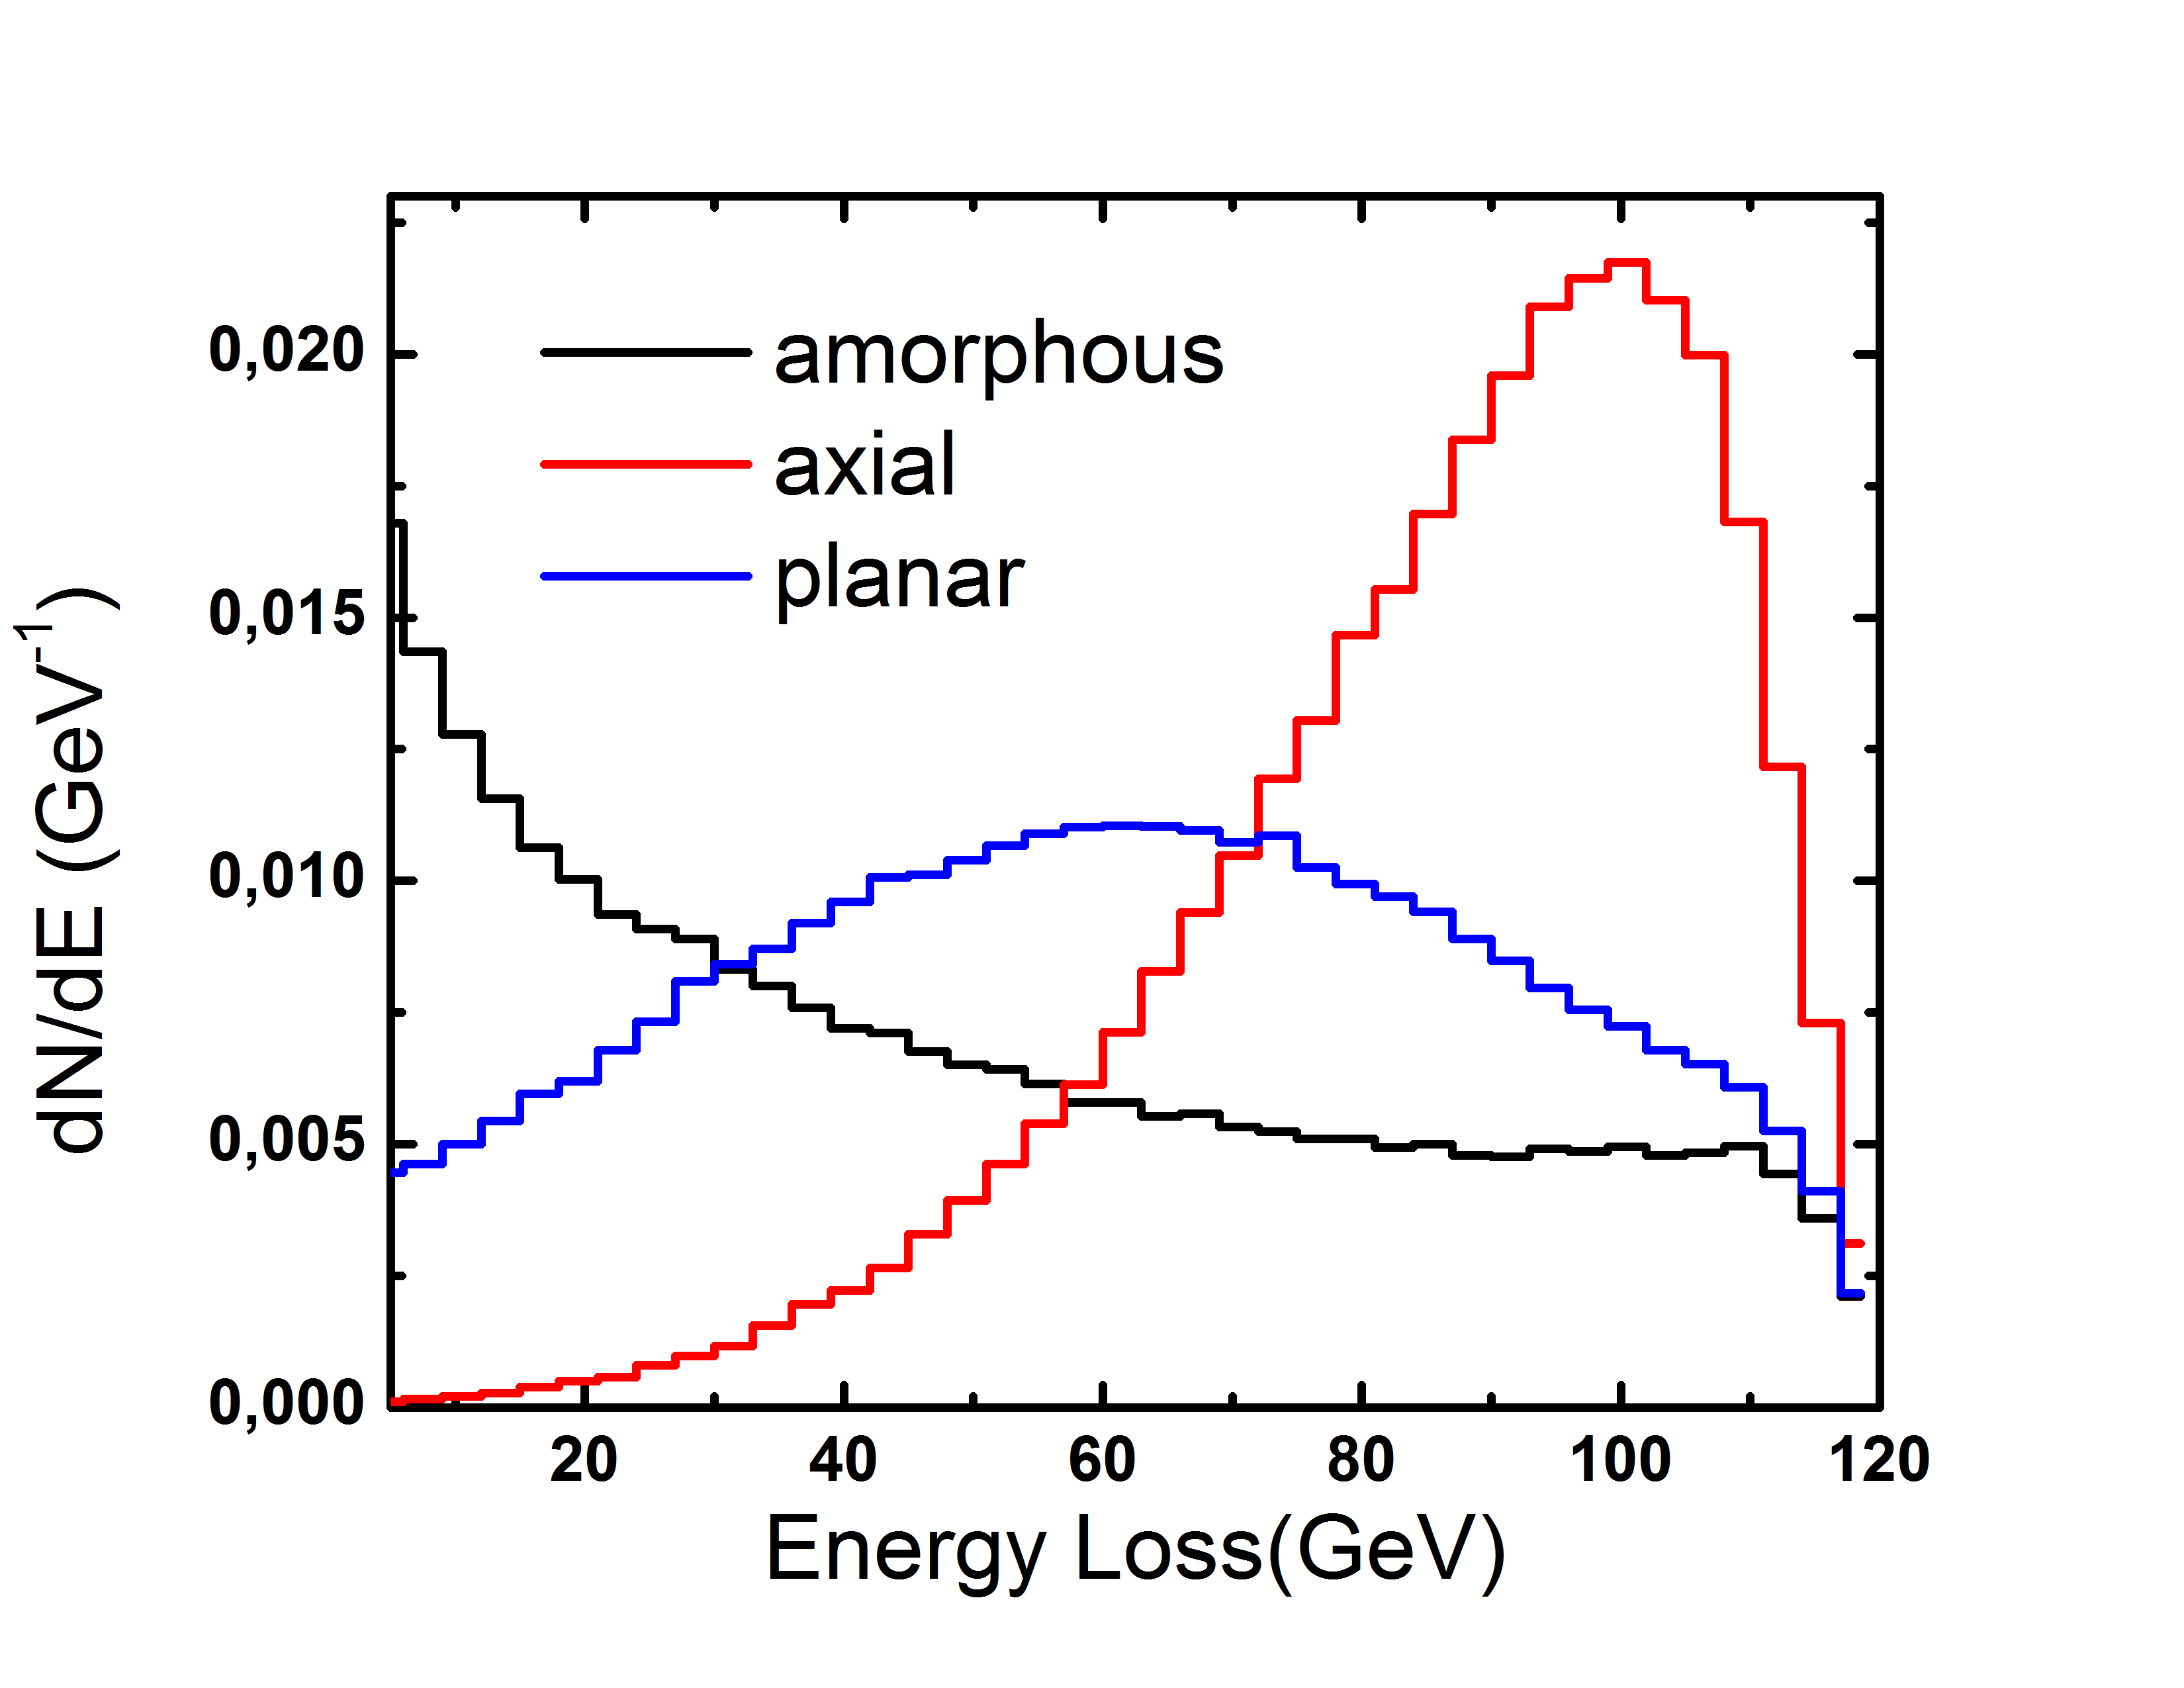 amorphous
axial
planar
dN/dE (GeV-1)
0,020
0,015
0,010
0,005
0,000
20 40 60 80 100 120
Energy Loss(GeV)